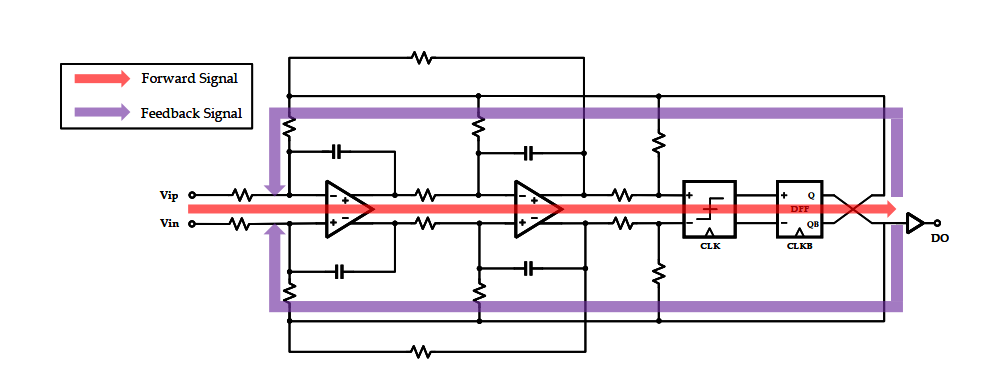 Forward Signal
Feedback Signal
Vip
Vin
CLK
DFF
Q
QB
CLKB
DO